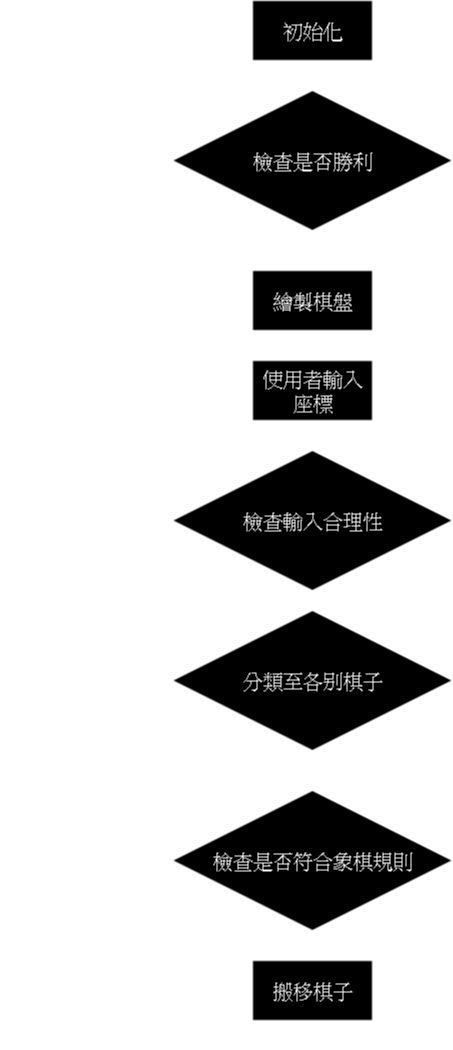 初始化
檢查是否勝利
繪製棋盤
使用者輸入
座標
檢查輸入合理性
分類至各別棋子
檢查是否符合象棋規則
搬移棋子